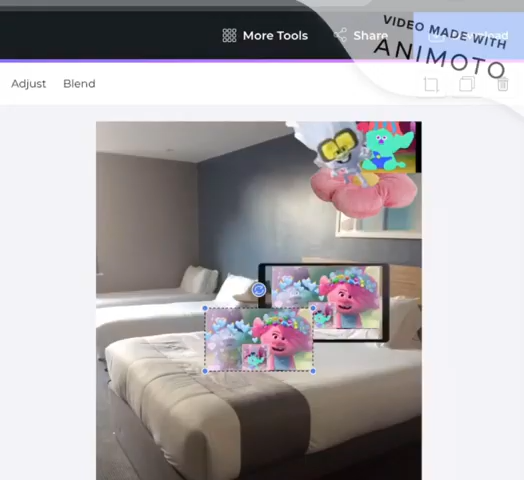 More Tools
Share
VIDEO MADE WITH
ANIMOTO
Adjust
Blend